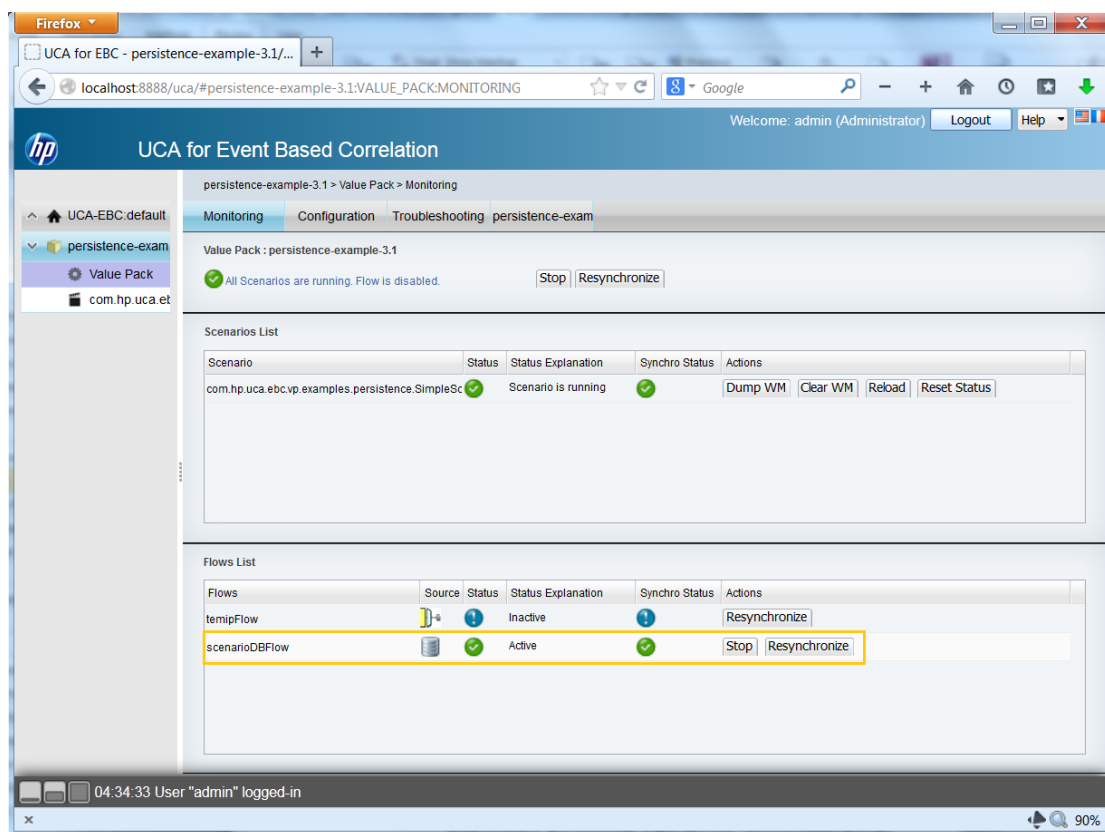 Firefox
UCA for EBC - persistence-example-3.1/... +
localhost:8888/uca/#persistence-example-3.1:VALUE_PACK:MONITORING 8 Google
Welcome: admin (Administrator) Logout Help
hp UCA for Event Based Correlation
persistence-example-3.1 > Value Pack > Monitoring
UCA-EBC:default Monitoring Configuration Troubleshooting persistence-exam
persistence-exam
Value Pack : persistence-example-3.1
Value Pack
All Scenarios are running. Flow is disabled. Stop Resynchronize
com.hp.uca.eb
Scenarios List
Scenario Status Status Explanation Synchro Status Actions
com.hp.uca.ebc.vp.examples.persistence.SimpleSc Scenario is running Dump WM Clear WM Reload Reset Status
Flows List
Flows Source Status Status Explanation Synchro Status Actions
temipFlow Inactive Resynchronize
scenarioDBFlow Active Stop Resynchronize
04:34:33 User "admin" logged-in
× 90%